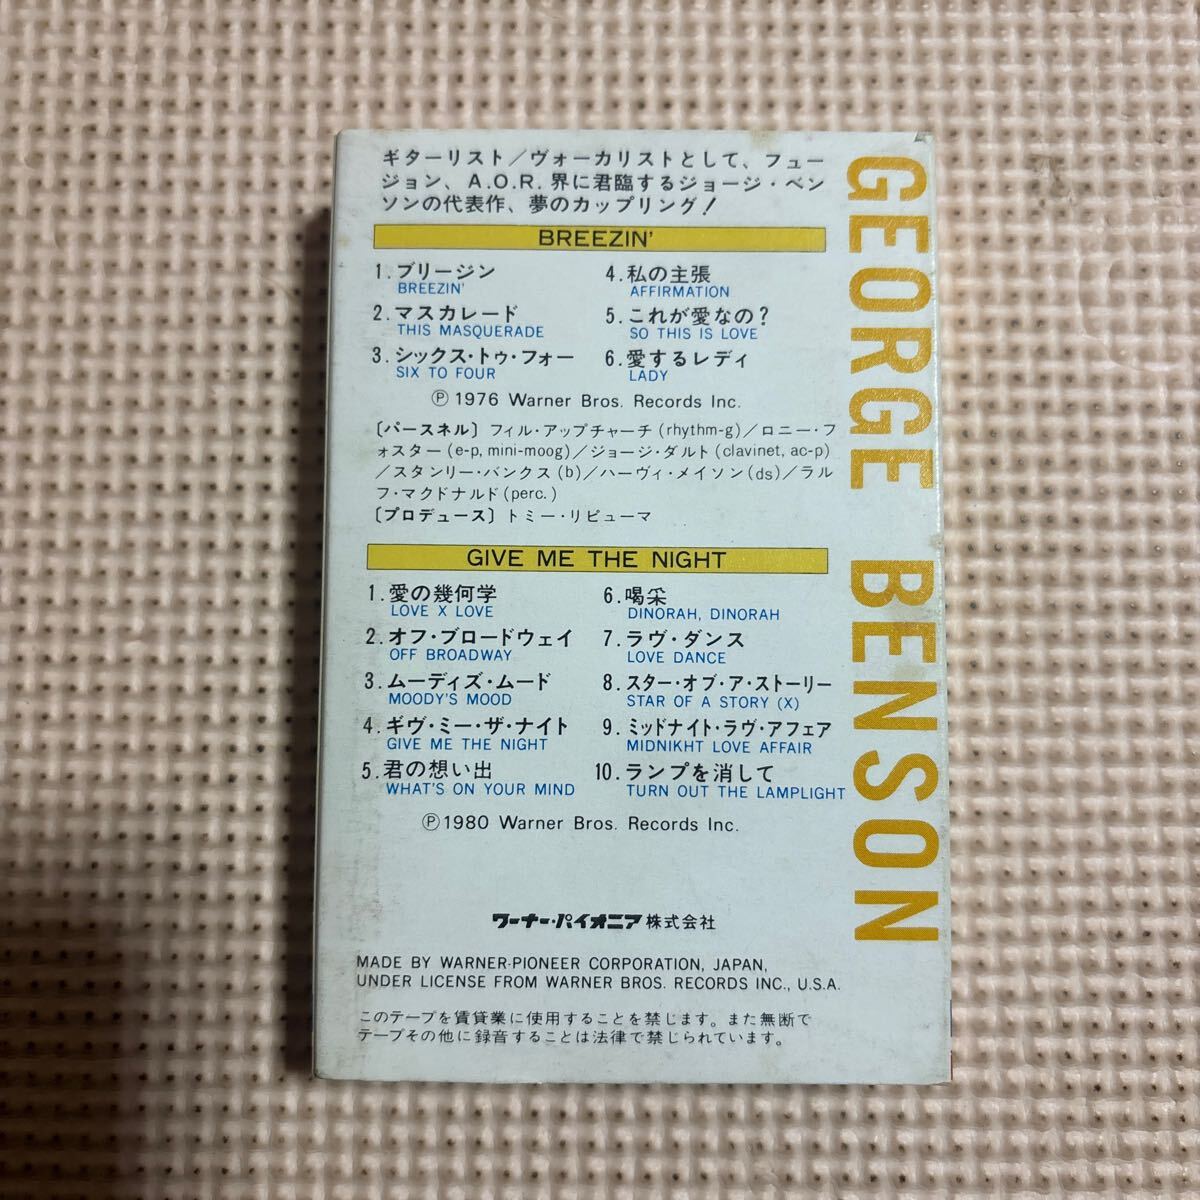 ギターリスト/ヴォーカリストとして、フュー
ジョン、A.O.R.界に君臨するジョージ・ベン
ソンの代表作、夢のカップリング!
BREEZIN'
1.ブリージン
BREEZIN'
2.マスカレード
THIS MASQUERADE
3.シックス・トゥ・フォー
SIX TO FOUR
4.私の主張
AFFIRMATION
5.これが愛なの?
SO THIS IS LOVE
6.愛するレディ
LADY
Ⓟ 1976 Warner Bros. Records Inc.
〔パースネル〕フィル・アップチャーチ(rhythm-g)/ロニー・フ
ォスター(e-p, mini-moog)/ジョージ・ダルト(clavinet, ac-p)
/スタンリー・バンクス(b)/ハーヴィ・メイソン(ds)/ラル
フ・マクドナルド(perc.)
〔プロデュース〕トミー・リピューマ
GIVE ME THE NIGHT
1.愛の幾何学
LOVE X LOVE
2.オフ・ブロードウェイ
OFF BROADWAY
3.ムーディズ・ムード
MOODY'S MOOD
4.ギヴ・ミー・ザ・ナイト
GIVE ME THE NIGHT
5.君の想い出
WHAT'S ON YOUR MIND
6.喝采
DINORAH, DINORAH
7.ラヴ・ダンス
LOVE DANCE
8.スター・オブ・ア・ストーリー
STAR OF A STORY (X)
9.ミッドナイト・ラヴ・アフェア
MIDNIKHT LOVE AFFAIR
10.ランプを消して
TURN OUT THE LAMPLIGHT
Ⓟ 1980 Warner Bros. Records Inc.
ワーナー・パイオニア株式会社
MADE BY WARNER-PIONEER CORPORATION, JAPAN,
UNDER LICENSE FROM WARNER BROS. RECORDS INC., U.S.A.
このテープを賃貸業に使用することを禁じます。また無断で
テープその他に録音することは法律で禁じられています。
GEORGE BENSON